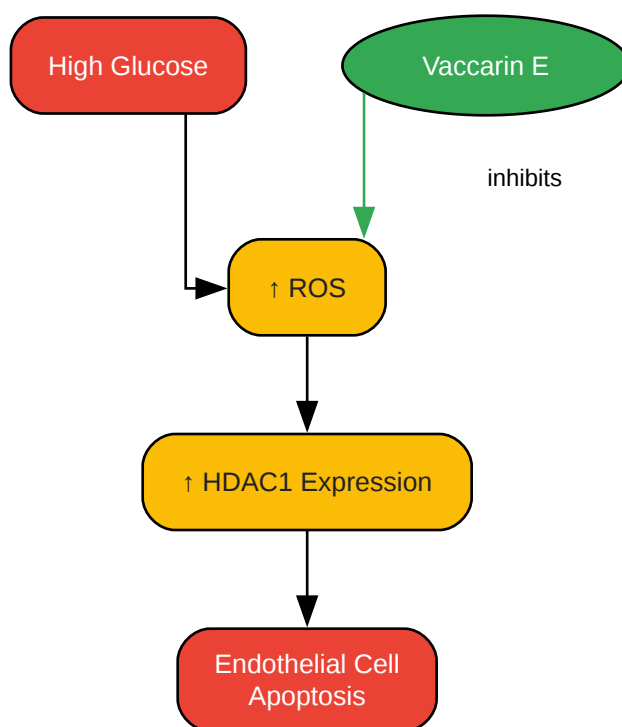 High Glucose
Vaccarin E
inhibits
↑ ROS
↑ HDAC1 Expression
Endothelial Cell
Apoptosis